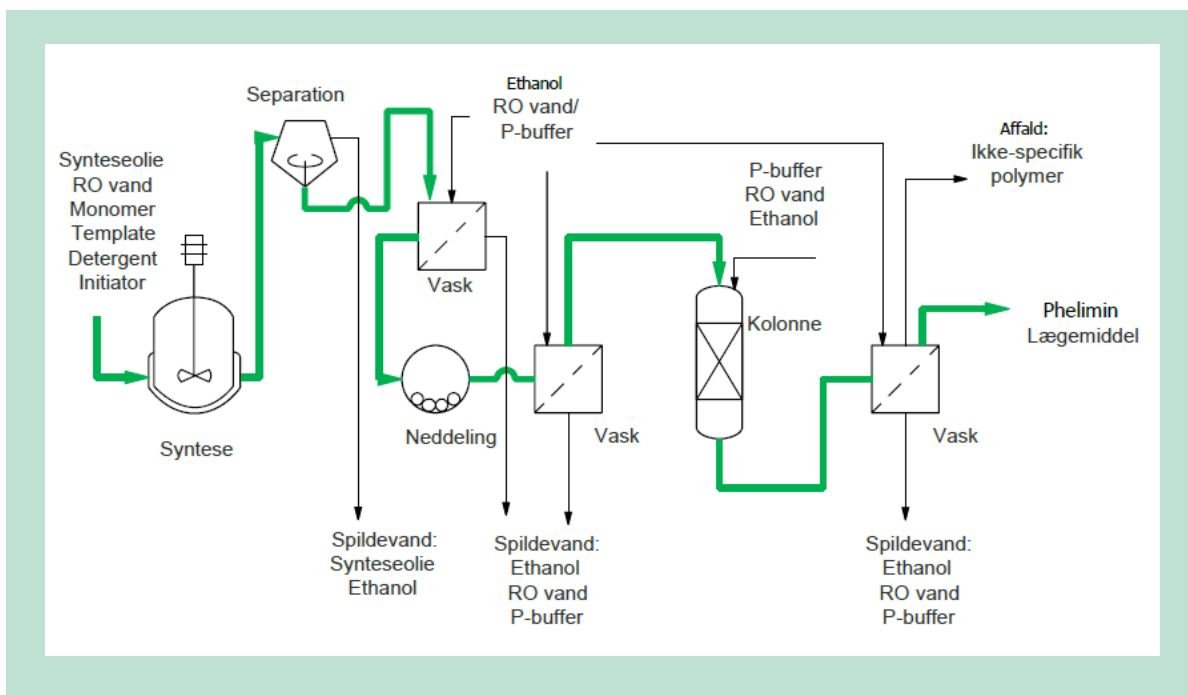 Separation
Ethanol
RO vand/
P-buffer
Affald:
Ikke-specifik
polymer
Synteseolie
RO vand
Monomer
Template
Detergent
Initiator
P-buffer
RO vand
Ethanol
Vask
Kolonne
Phelimin
Lægemiddel
Syntese
Neddeling
Vask
Vask
Spildevand:
Synteseolie
Ethanol
Spildevand:
Ethanol
RO vand
P-buffer
Spildevand:
Ethanol
RO vand
P-buffer